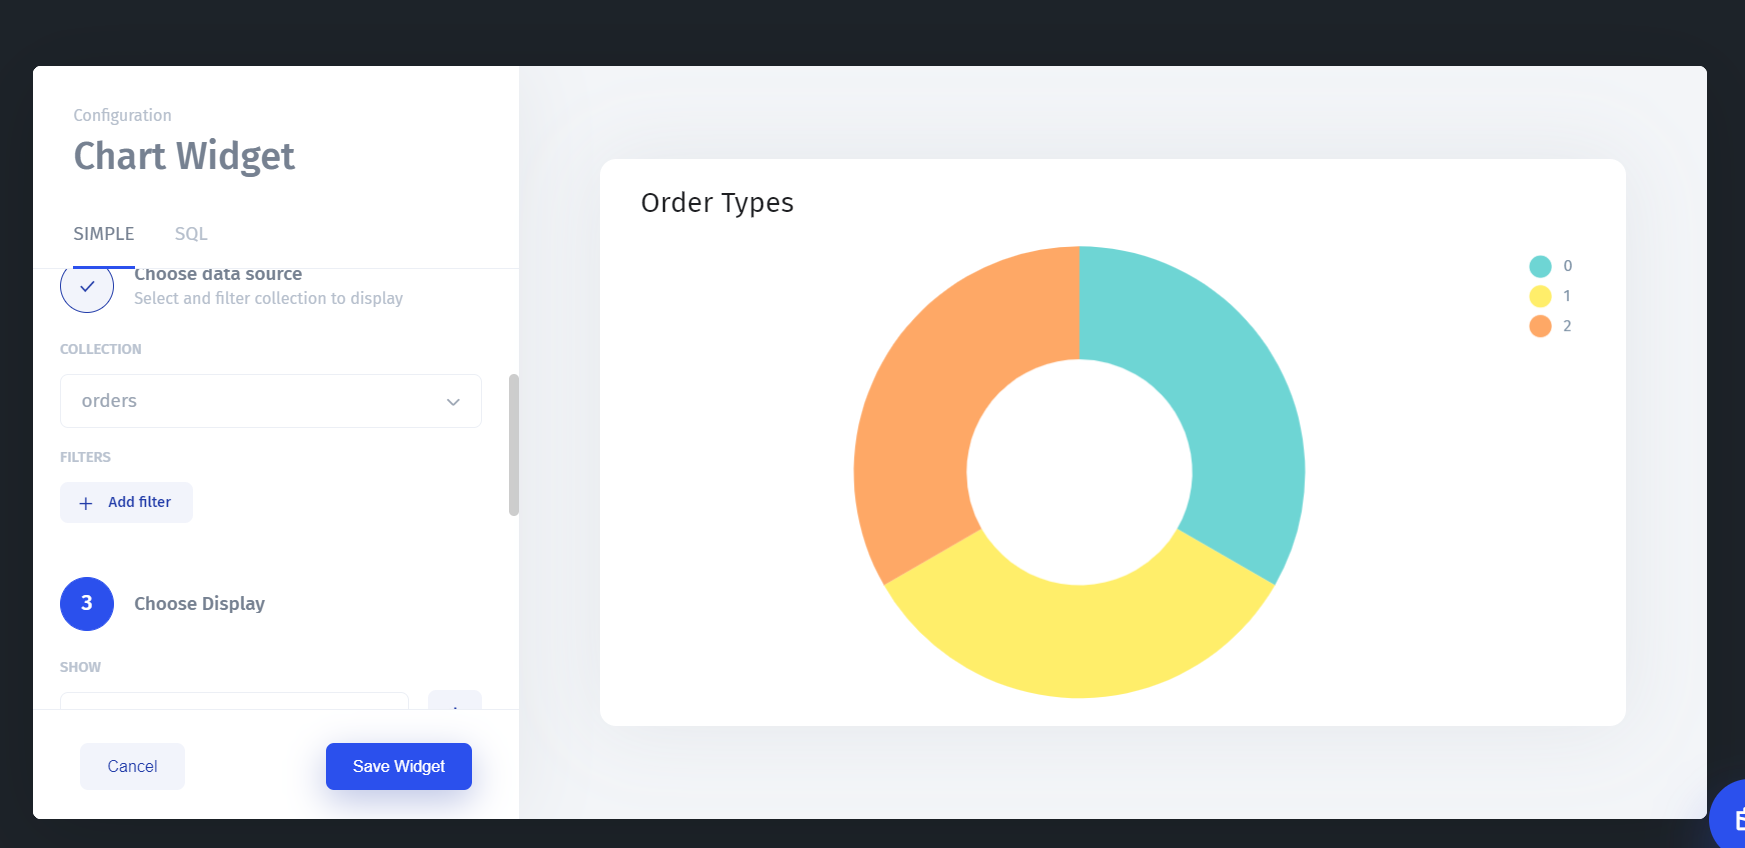 Configuration
Chart Widget
SIMPLE SQL
Choose data source
Select and filter collection to display
COLLECTION
orders
FILTERS
+ Add filter
3 Choose Display
SHOW
Cancel Save Widget
Order Types
0
1
2